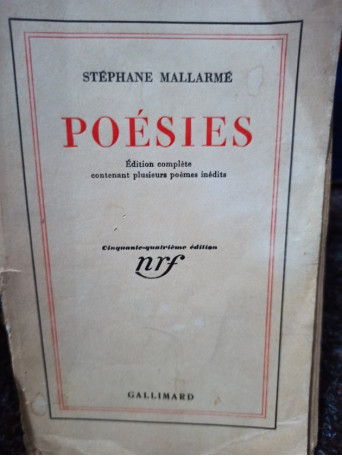 STÉPHANE MALLARMÉ
POÉSIES
Édition complète
contenant plusieurs poèmes inédits
Cinquante-quatrième édition
nrf
GALLIMARD